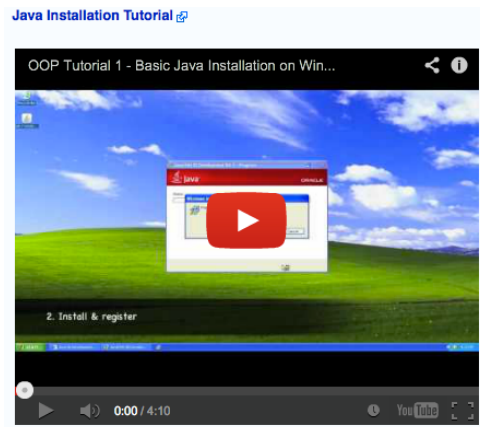 Java Installation Tutorial
OOP Tutorial 1 - Basic Java Installation on Win...
Java
ORACLE
2. Install & register
0:00 / 4:10
YouTube